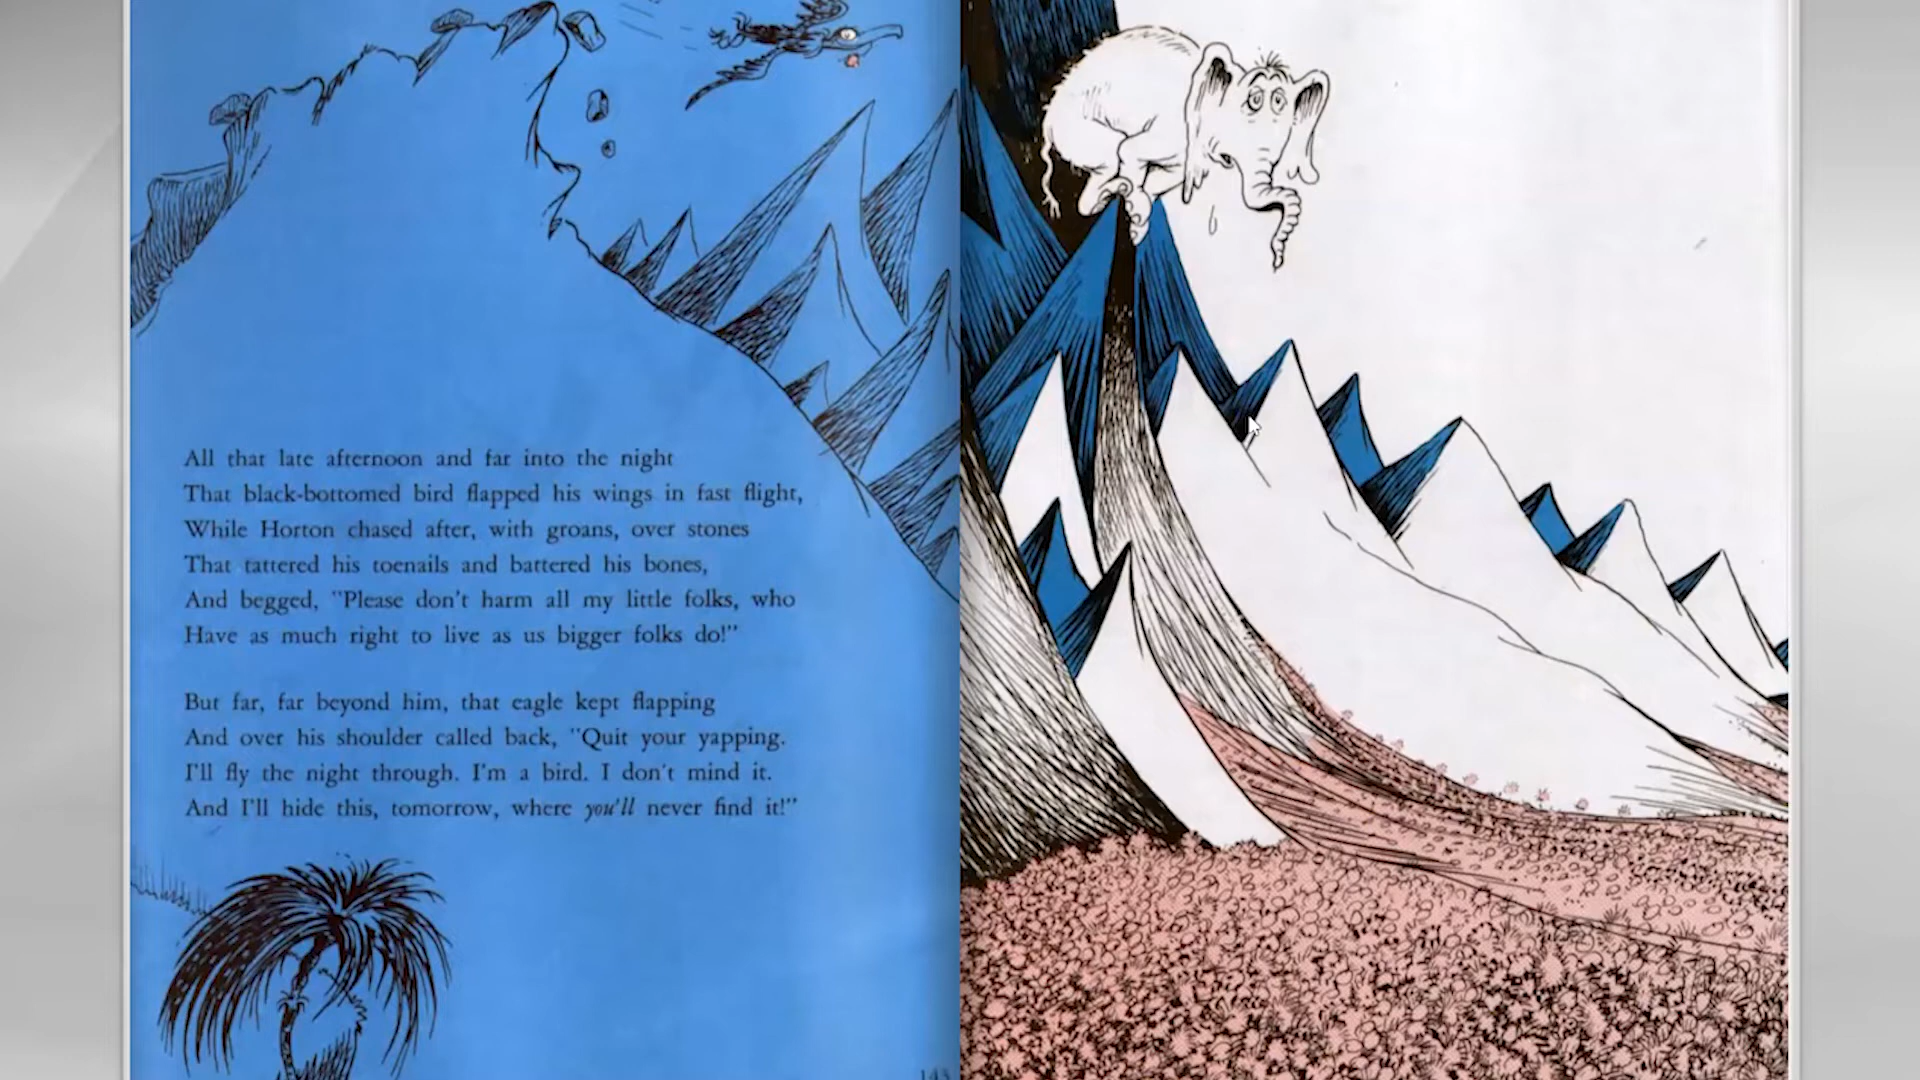 All that late afternoon and far into the night
That black-bottomed bird flapped his wings in fast flight,
While Horton chased after, with groans, over stones
That tattered his toenails and battered his bones,
And begged, "Please don't harm all my little folks, who
Have as much right to live as us bigger folks do!"
But far, far beyond him, that eagle kept flapping
And over his shoulder called back, "Quit your yapping.
I'll fly the night through. I'm a bird. I don't mind it.
And I'll hide this, tomorrow, where you'll never find it!"